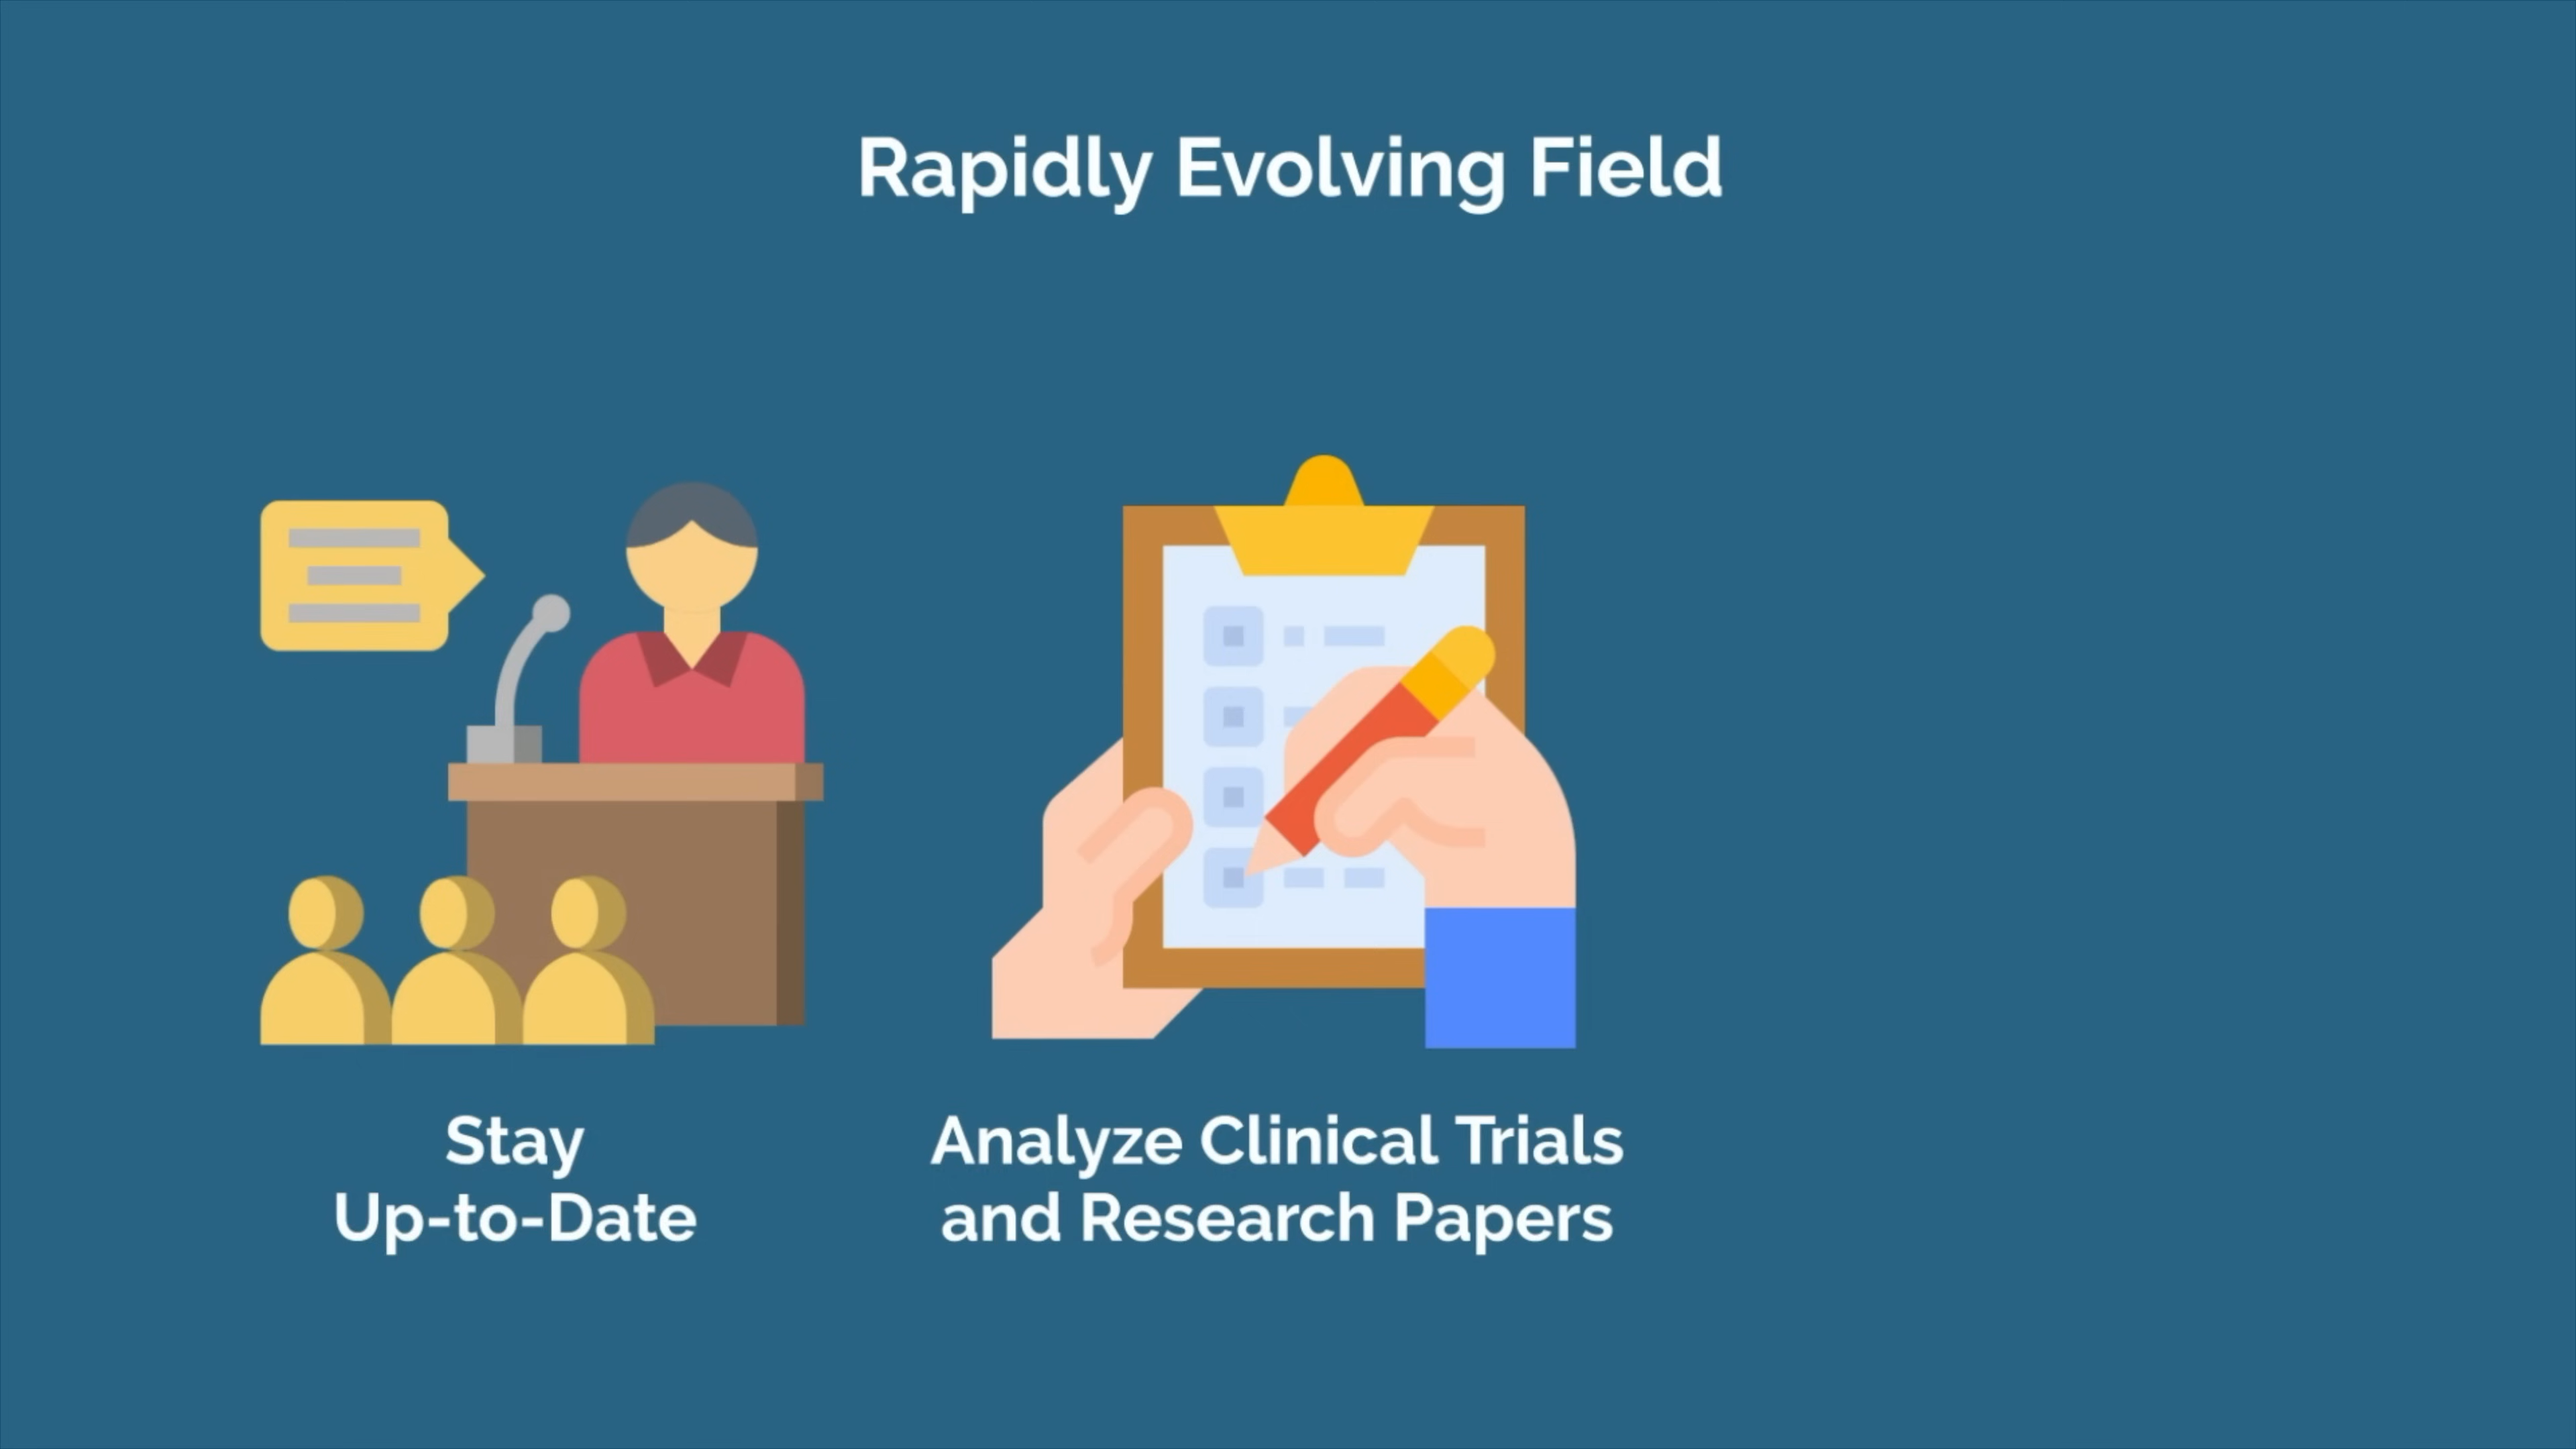 Rapidly Evolving Field
Stay
Up-to-Date
Analyze Clinical Trials
and Research Papers